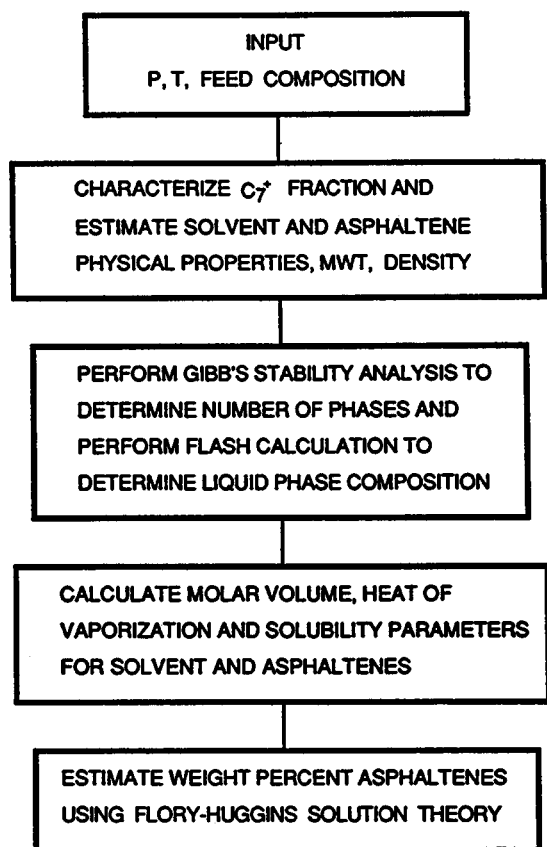 INPUT
P, T, FEED COMPOSITION
CHARACTERIZE C7+ FRACTION AND
ESTIMATE SOLVENT AND ASPHALTENE
PHYSICAL PROPERTIES, MWT, DENSITY
PERFORM GIBB'S STABILITY ANALYSIS TO
DETERMINE NUMBER OF PHASES AND
PERFORM FLASH CALCULATION TO
DETERMINE LIQUID PHASE COMPOSITION
CALCULATE MOLAR VOLUME, HEAT OF
VAPORIZATION AND SOLUBILITY PARAMETERS
FOR SOLVENT AND ASPHALTENES
ESTIMATE WEIGHT PERCENT ASPHALTENES
USING FLORY-HUGGINS SOLUTION THEORY